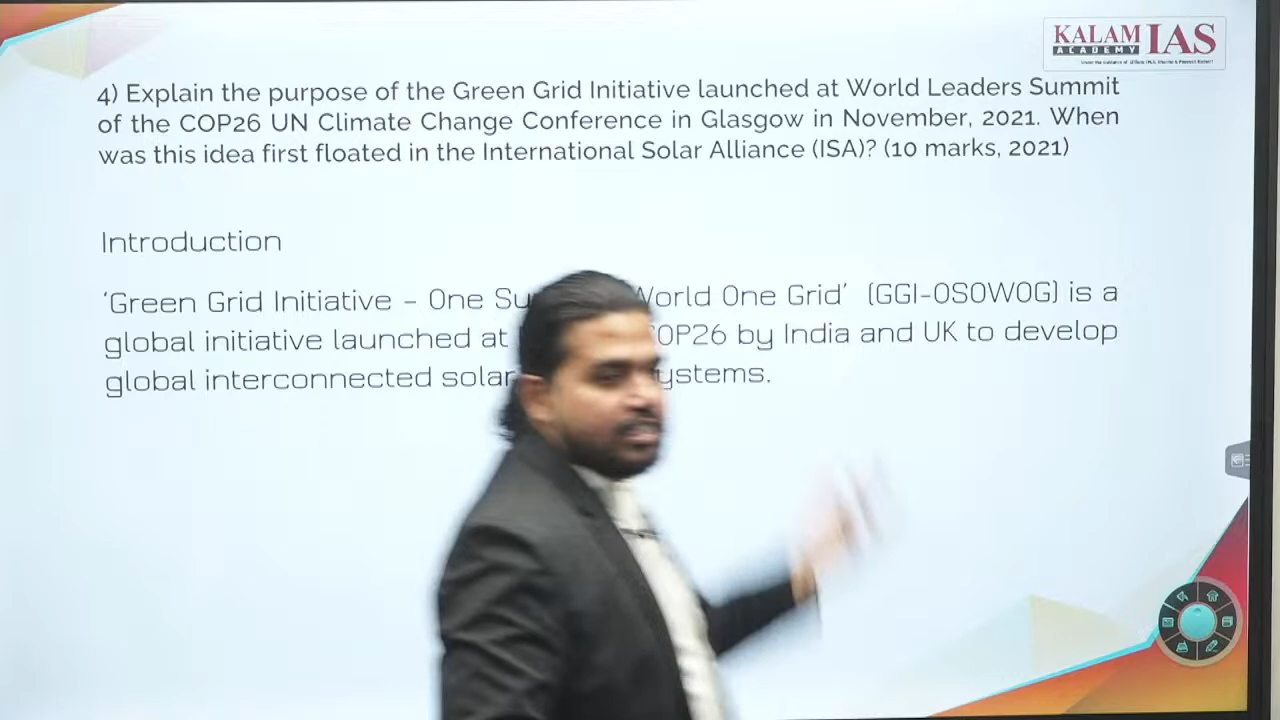 KALAM IAS
ACADEMY
4) Explain the purpose of the Green Grid Initiative launched at World Leaders Summit
of the COP26 UN Climate Change Conference in Glasgow in November, 2021. When
was this idea first floated in the International Solar Alliance (ISA)? (10 marks, 2021)
Introduction
‘Green Grid Initiative – One Su World One Grid’ (GGI-OSOWOG) is a
global initiative launched at COP26 by India and UK to develop
global interconnected solar ystems.